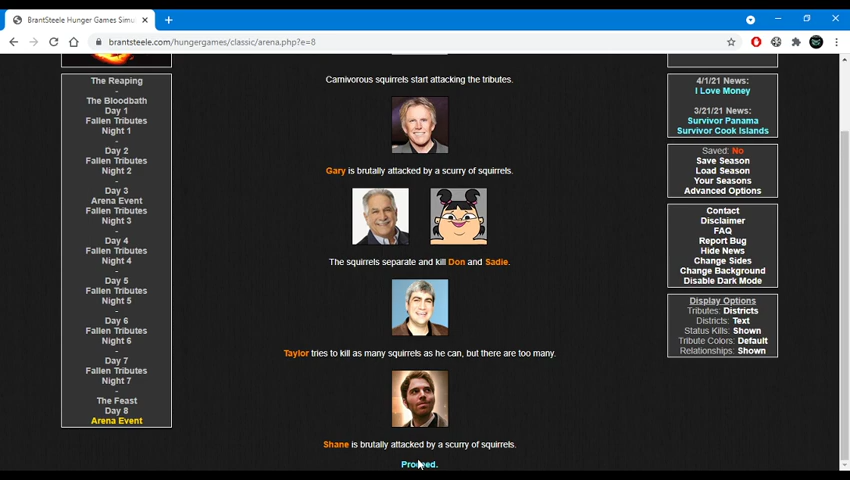 BrantSteele Hunger Games Simu
brantsteele.com/hungergames/classic/arena.php?e=8
The Reaping
-
The Bloodbath
Day 1
Fallen Tributes
Night 1
-
Day 2
Fallen Tributes
Night 2
-
Day 3
Arena Event
Fallen Tributes
Night 3
-
Day 4
Fallen Tributes
Night 4
-
Day 5
Fallen Tributes
Night 5
-
Day 6
Fallen Tributes
Night 6
-
Day 7
Fallen Tributes
Night 7
-
The Feast
Day 8
Arena Event
Carnivorous squirrels start attacking the tributes.
Gary is brutally attacked by a scurry of squirrels.
The squirrels separate and kill Don and Sadie.
Taylor tries to kill as many squirrels as he can, but there are too many.
Shane is brutally attacked by a scurry of squirrels.
Proceed.
4/1/21 News:
I Love Money
3/21/21 News:
Survivor Panama
Survivor Cook Islands
Saved: No
Save Season
Load Season
Your Seasons
Advanced Options
Contact
Disclaimer
FAQ
Report Bug
Hide News
Change Sides
Change Background
Disable Dark Mode
Display Options
Tributes: Districts
Districts: Text
Status Kills: Shown
Tribute Colors: Default
Relationships: Shown